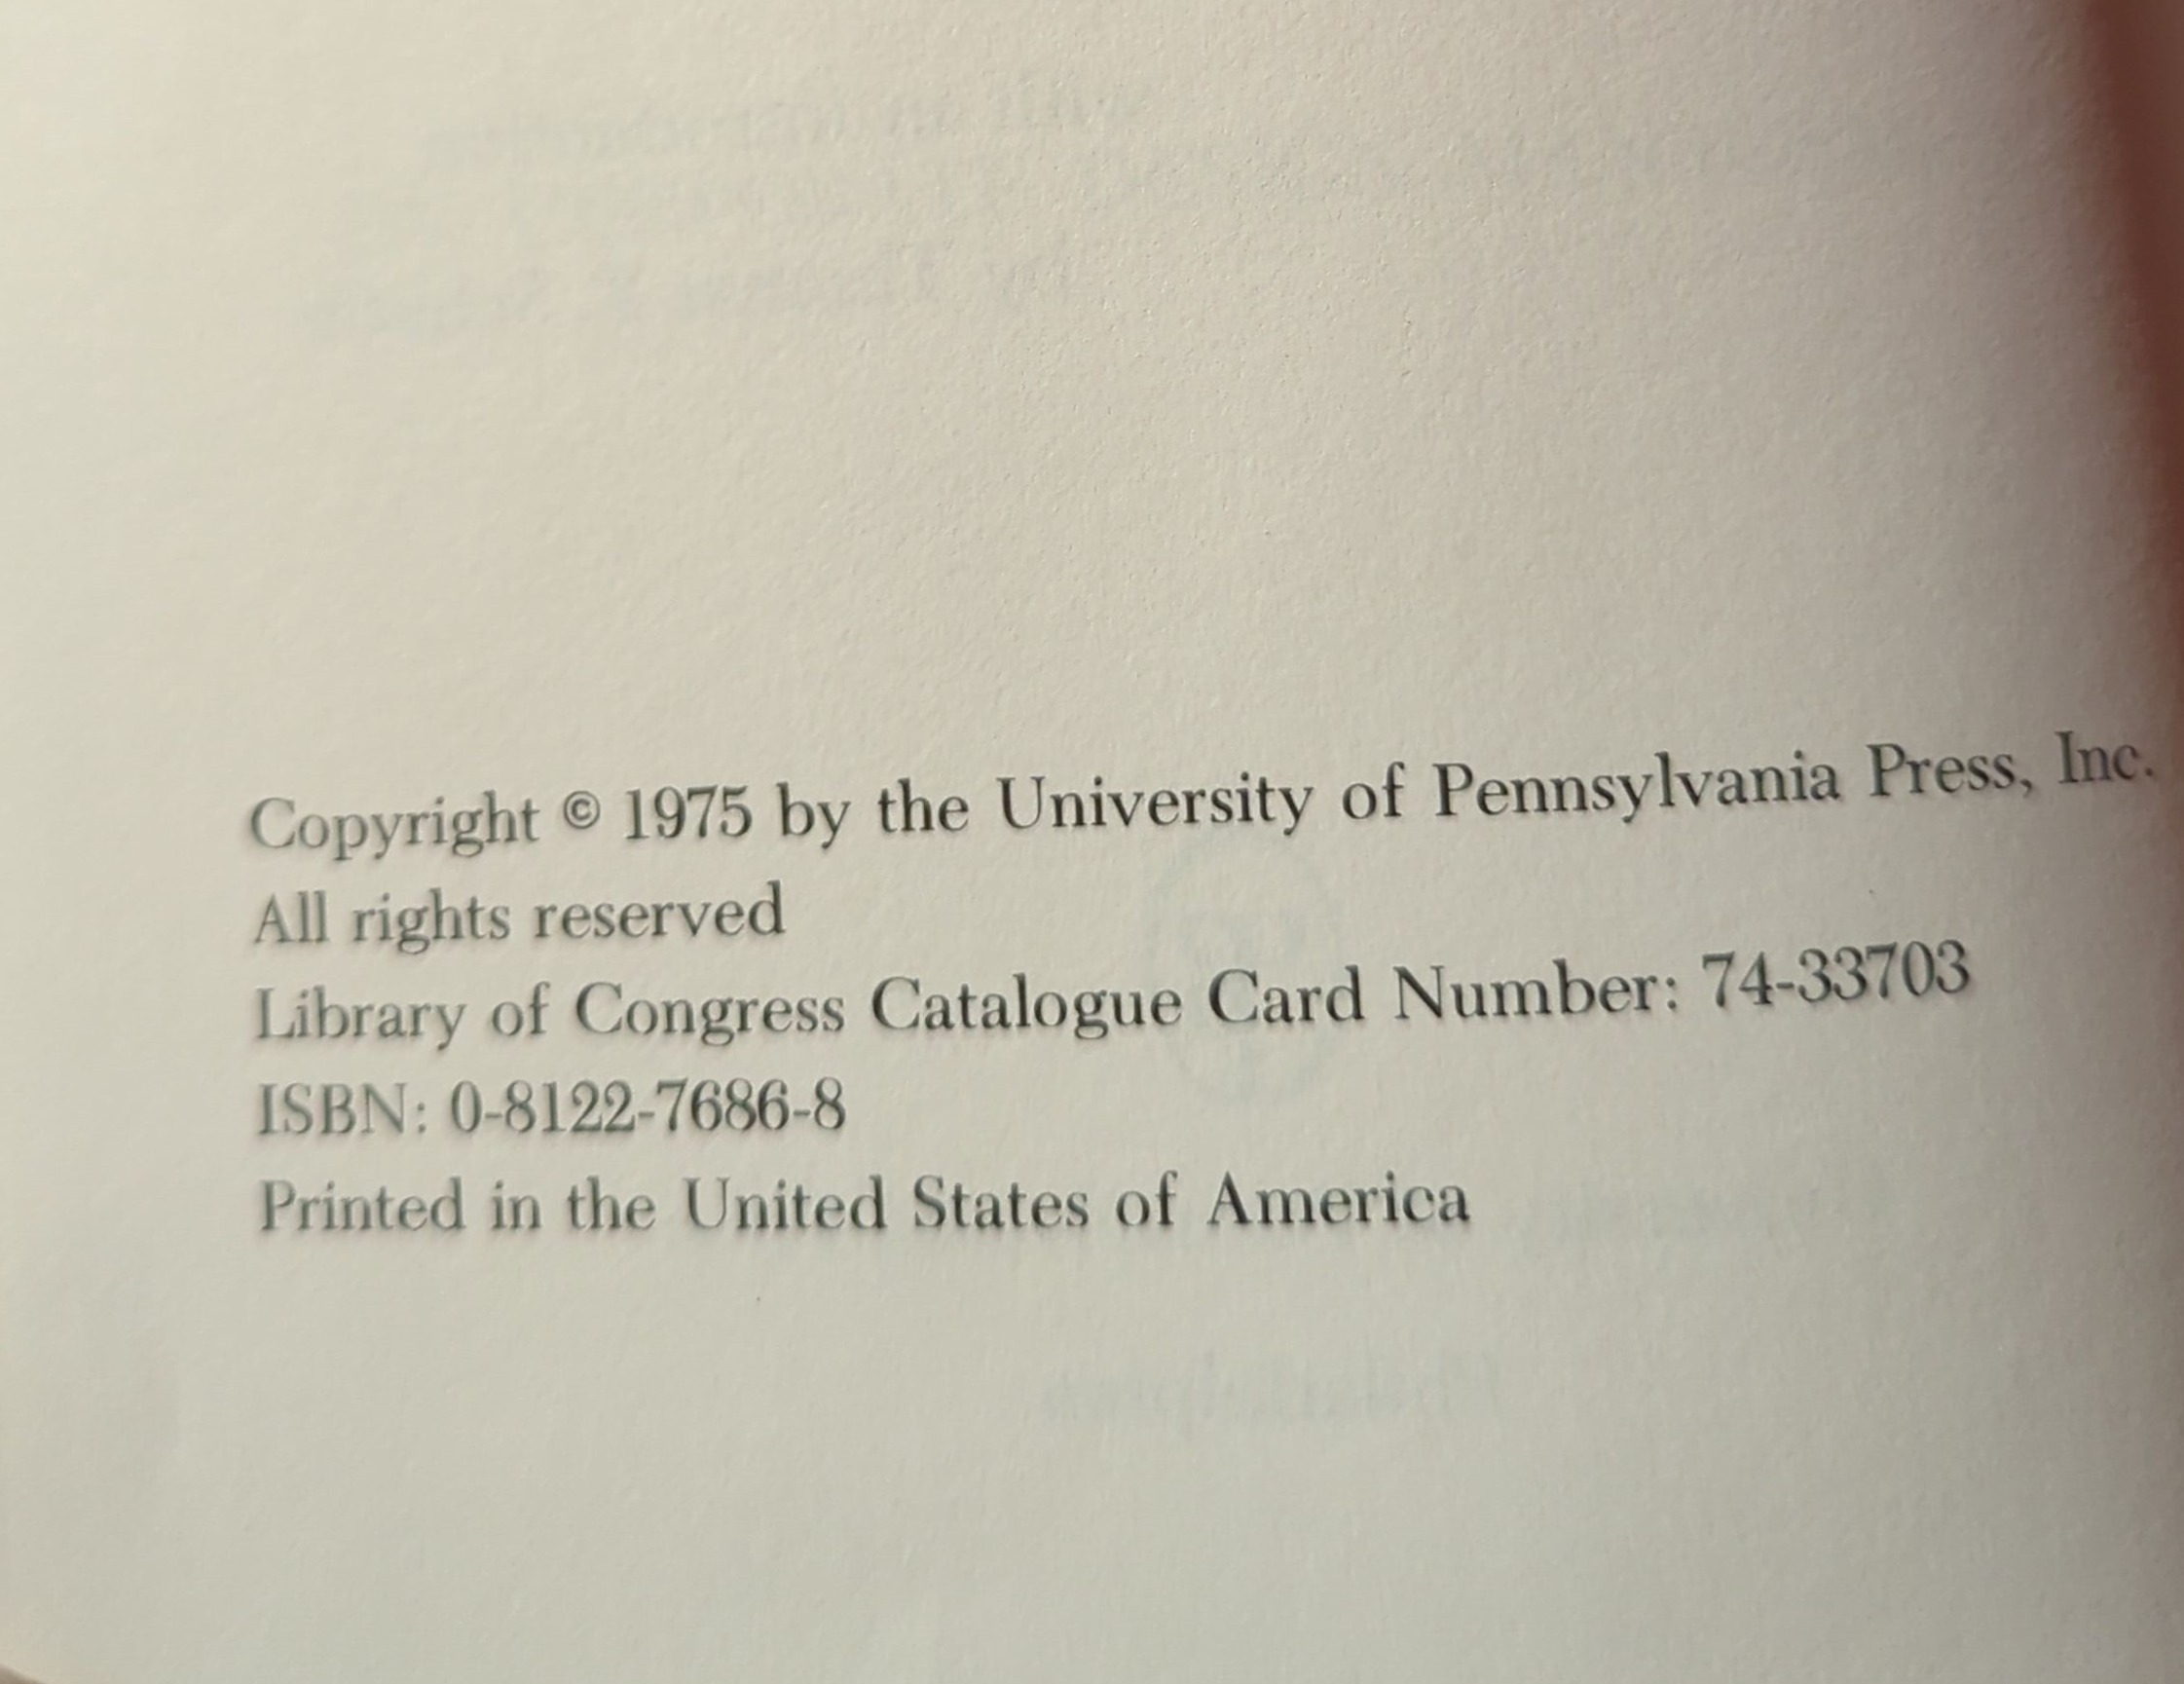 Copyright © 1975 by the University of Pennsylvania Press, Inc.
All rights reserved
Library of Congress Catalogue Card Number: 74-33703
ISBN: 0-8122-7686-8
Printed in the United States of America